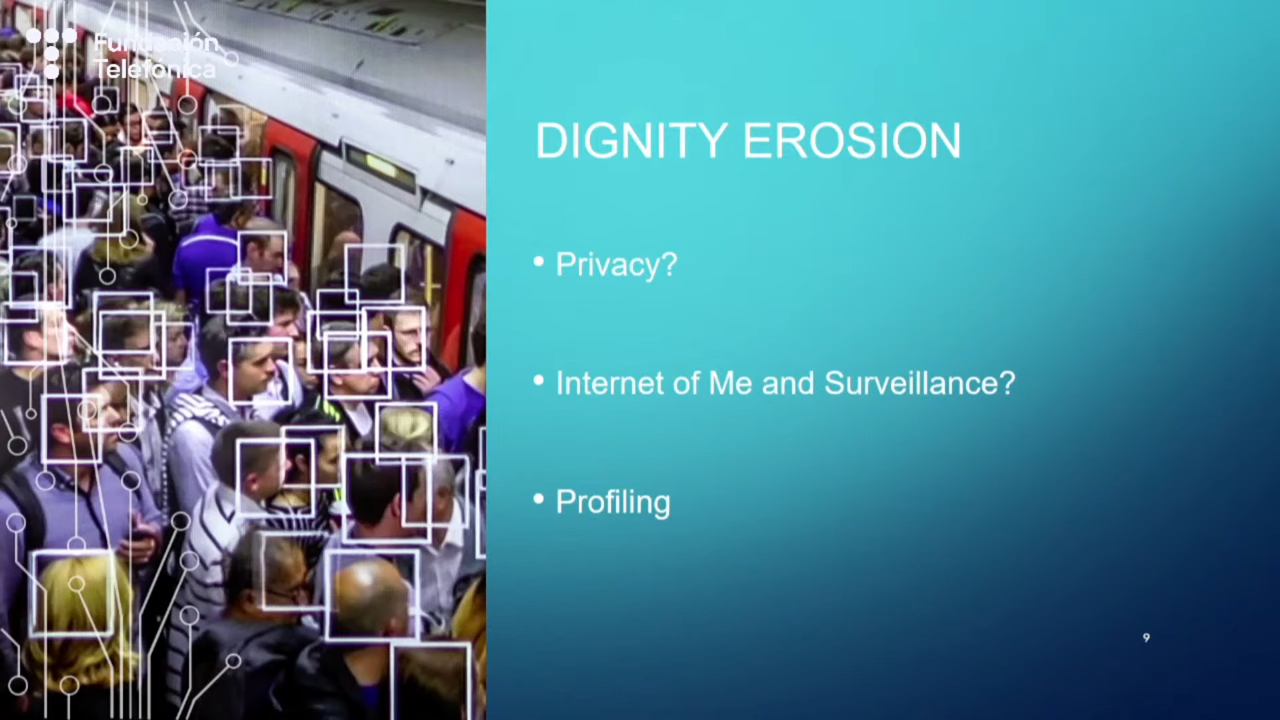 Fundación
Telefónica
DIGNITY EROSION
• Privacy?
• Internet of Me and Surveillance?
• Profiling
9